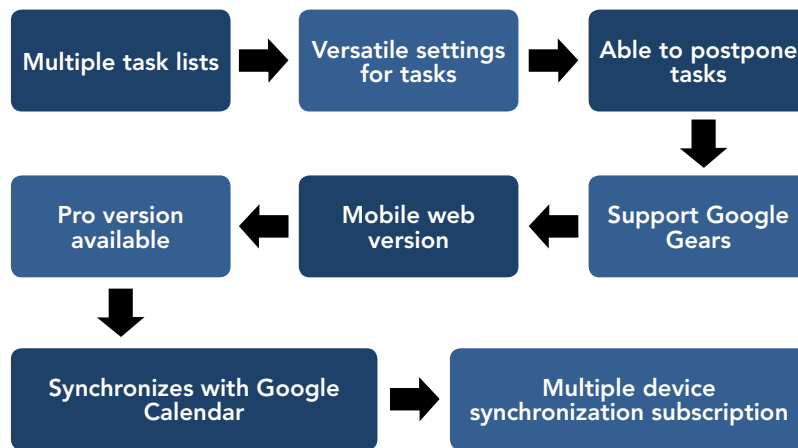 Multiple task lists
Versatile settings
for tasks
Able to postpone
tasks
Support Google
Gears
Mobile web
version
Pro version
available
Synchronizes with Google
Calendar
Multiple device
synchronization subscription